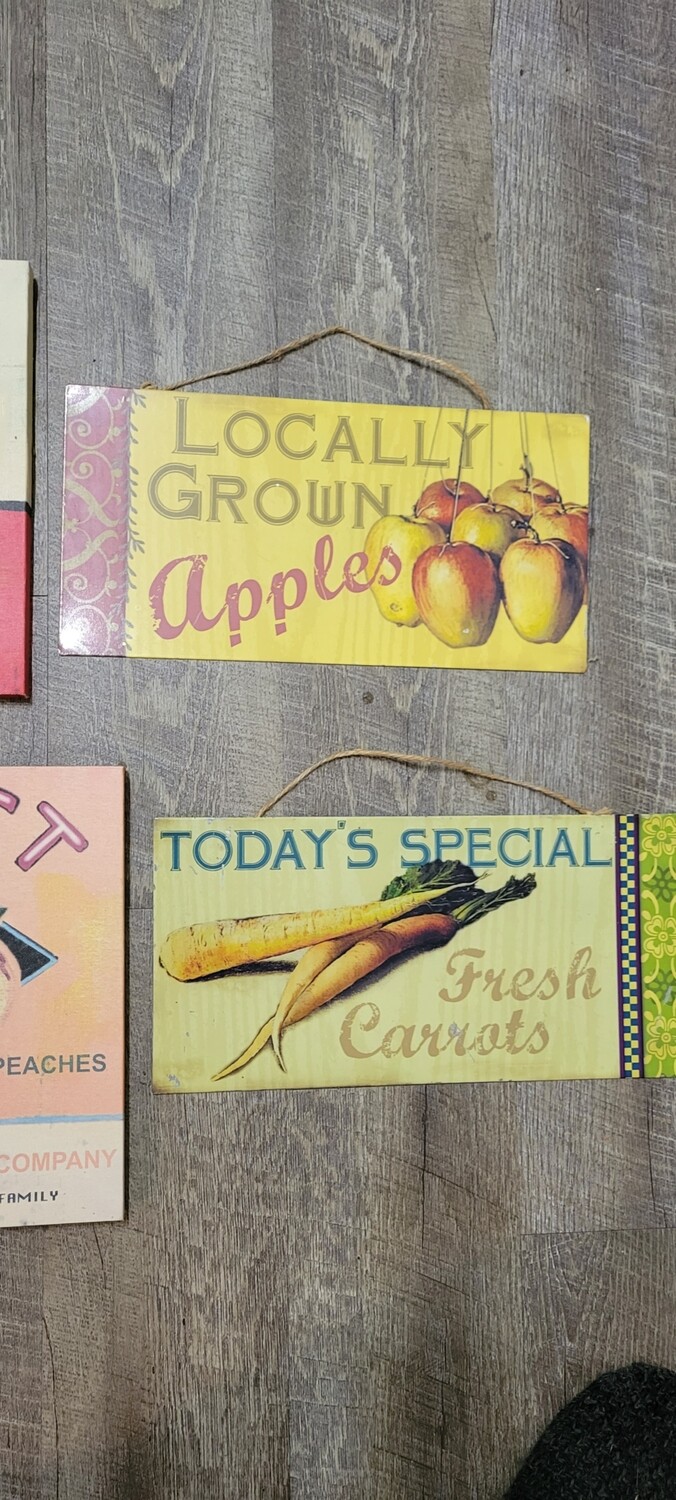 LOCALLY
GROWN
Apples
TODAY'S SPECIAL
Fresh
Carrots
PEACHES
COMPANY
FAMILY